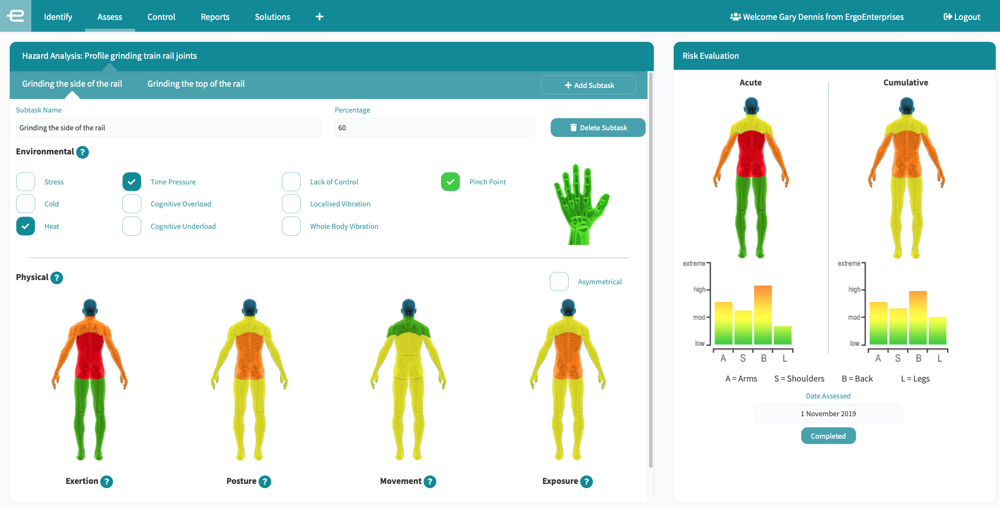 Identify
Assess
Control
Reports
Solutions
Welcome Gary Dennis from ErgoEnterprises
Logout
Hazard Analysis: Profile grinding train rail joints
Grinding the side of the rail
Grinding the top of the rail
Add Subtask
Subtask Name
Percentage
Grinding the side of the rail
60
Delete Subtask
Environmental ?
Stress
Time Pressure
Lack of Control
Pinch Point
Cold
Cognitive Overload
Localised Vibration
Heat
Cognitive Underload
Whole Body Vibration
Physical ?
Asymmetrical
Exertion ?
Posture ?
Movement ?
Exposure ?
Risk Evaluation
Acute
Cumulative
extreme
high
mod
low
A S B L
extreme
high
mod
low
A S B L
A = Arms
S = Shoulders
B = Back
L = Legs
Date Assessed
1 November 2019
Completed